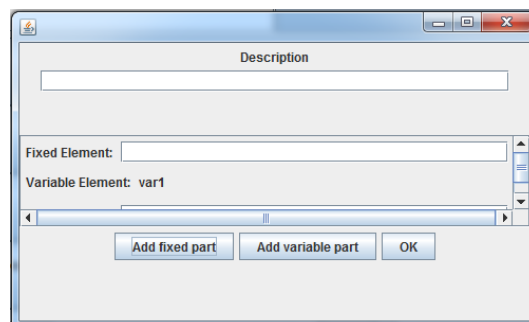 Description
Fixed Element:
Variable Element: var1
Add fixed part Add variable part OK